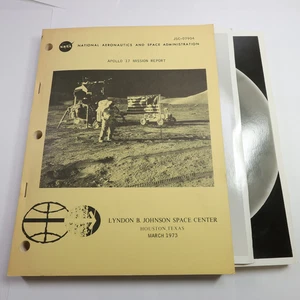 JSC-07904
NASA
NATIONAL AERONAUTICS AND SPACE ADMINISTRATION
APOLLO 17 MISSION REPORT
LYNDON B. JOHNSON SPACE CENTER
HOUSTON, TEXAS
MARCH 1973